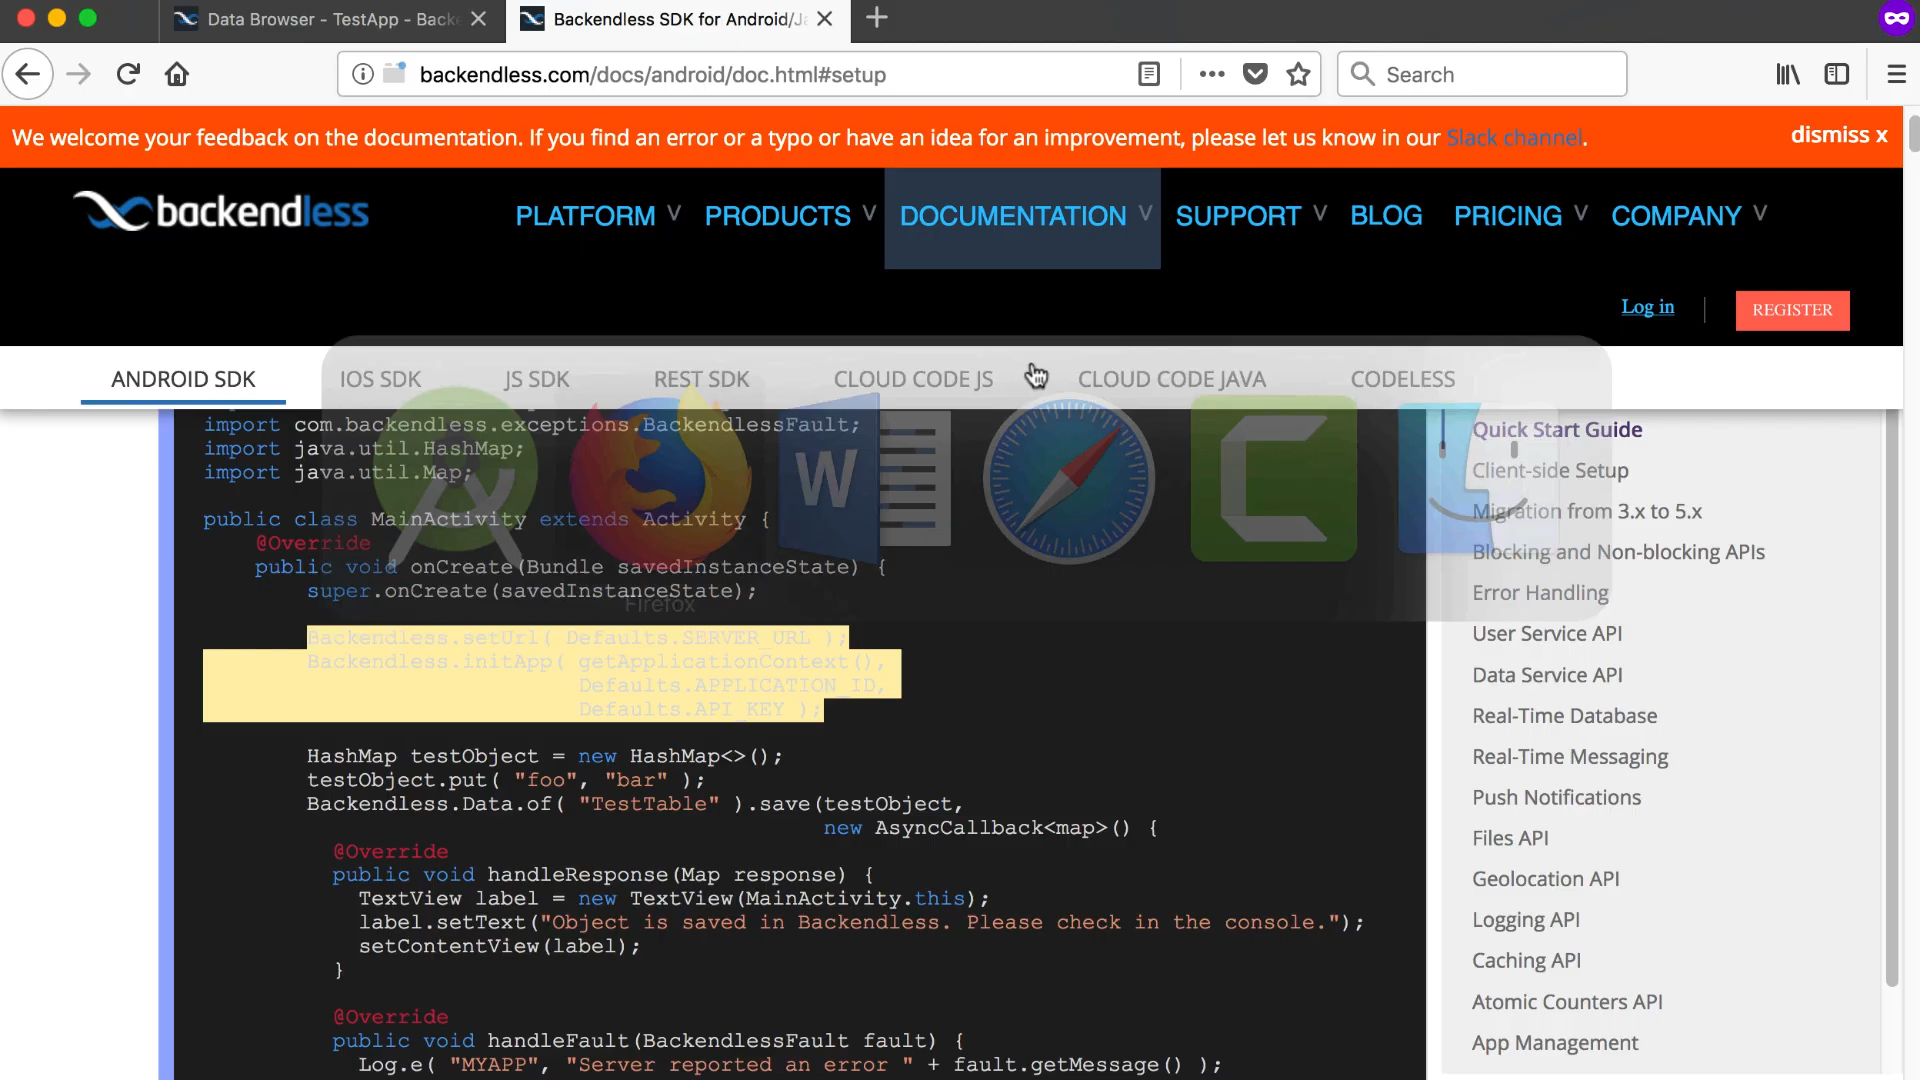 Data Browser - TestApp - Backe
Backendless SDK for Android/Ja
backendless.com/docs/android/doc.html#setup
Search
We welcome your feedback on the documentation. If you find an error or a typo or have an idea for an improvement, please let us know in our Slack channel.
dismiss x
backendless
PLATFORM V PRODUCTS V DOCUMENTATION V SUPPORT V BLOG PRICING V COMPANY V
Log in
REGISTER
ANDROID SDK IOS SDK JS SDK REST SDK CLOUD CODE JS CLOUD CODE JAVA CODELESS
import com.backendless.exceptions.BackendlessFault;
import java.util.HashMap;
import java.util.Map;
public class MainActivity extends Activity {
@Override
public void onCreate(Bundle savedInstanceState) {
super.onCreate(savedInstanceState);
Firefox
Backendless.setUrl( Defaults.SERVER_URL );
Backendless.initApp( getApplicationContext(),
Defaults.APPLICATION_ID,
Defaults.API_KEY );
HashMap testObject = new HashMap<>();
testObject.put( "foo", "bar" );
Backendless.Data.of( "TestTable" ).save(testObject,
new AsyncCallback<map>() {
@Override
public void handleResponse(Map response) {
TextView label = new TextView(MainActivity.this);
label.setText("Object is saved in Backendless. Please check in the console.");
setContentView(label);
}
@Override
public void handleFault(BackendlessFault fault) {
Log.e( "MYAPP", "Server reported an error " + fault.getMessage() );
W
Quick Start Guide
Client-side Setup
Migration from 3.x to 5.x
Blocking and Non-blocking APIs
Error Handling
User Service API
Data Service API
Real-Time Database
Real-Time Messaging
Push Notifications
Files API
Geolocation API
Logging API
Caching API
Atomic Counters API
App Management